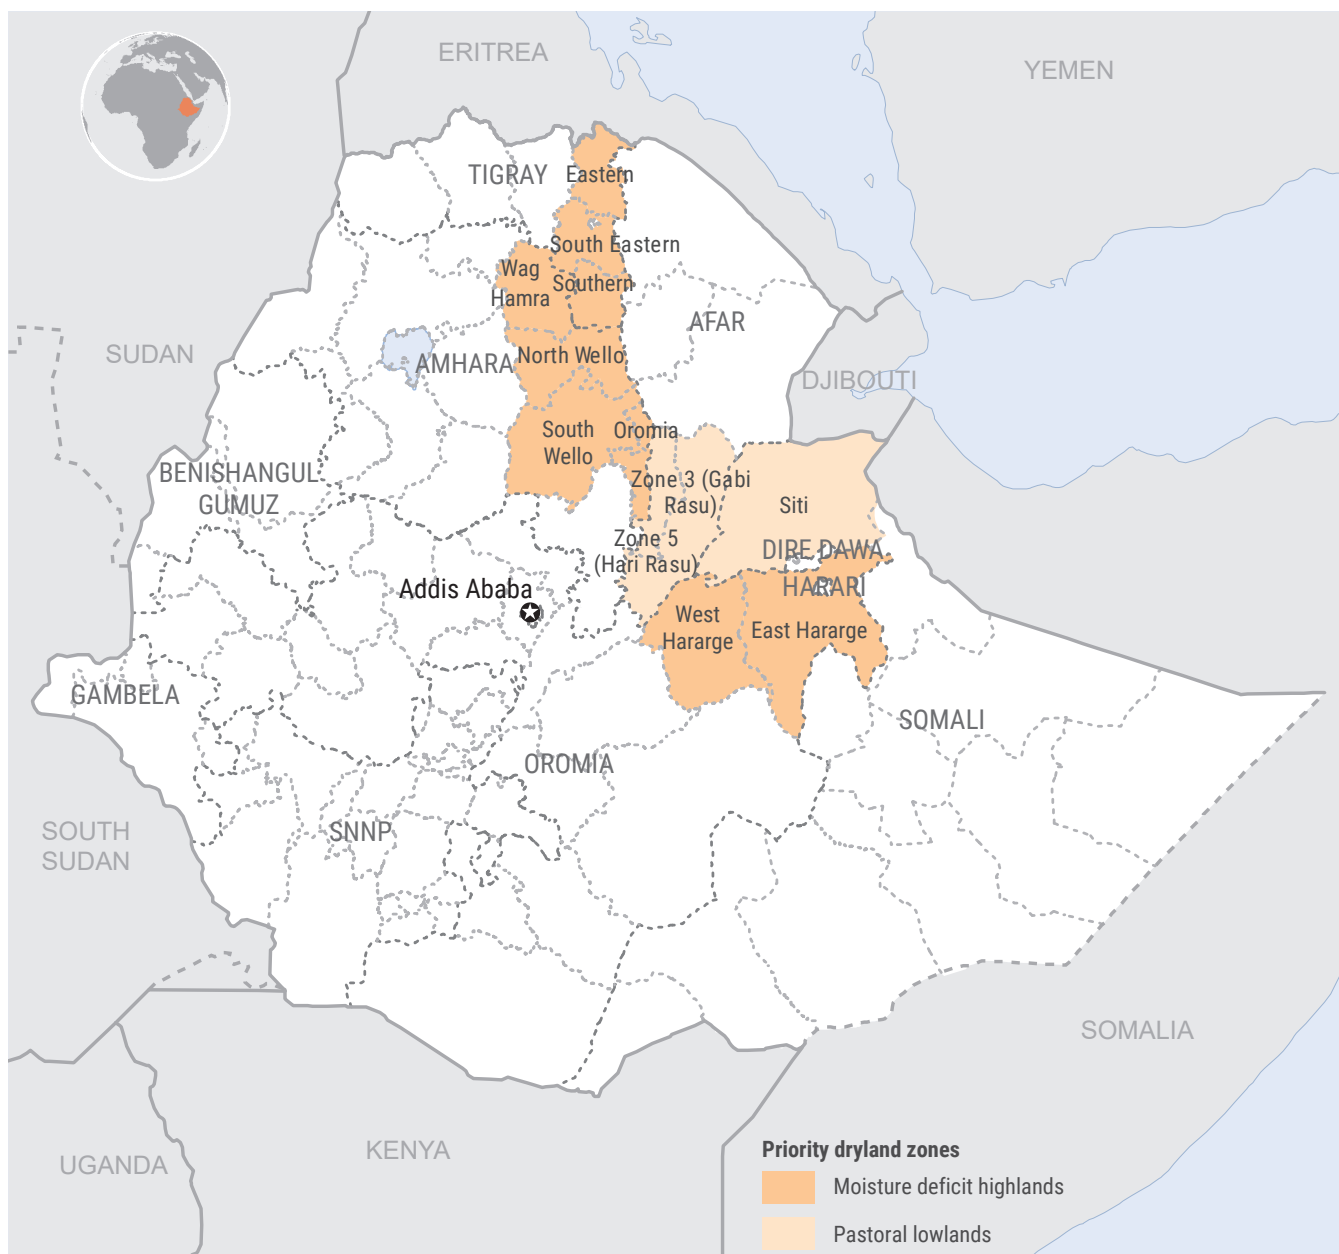 ERITREA
YEMEN
TIGRAY
Eastern
South Eastern
Wag
Hamra
Southern
AFAR
SUDAN
AMHARA
North Wello
DJIBOUTI
South
Wello
Oromia
BENISHANGUL
GUMUZ
Zone 3 (Gabi
Rasu)
Siti
Zone 5
(Hari Rasu)
DIRE DAWA
Addis Ababa
HARARI
West
Hararge
East Hararge
GAMBELA
SOMALI
OROMIA
SOUTH
SUDAN
SNNP
SOMALIA
KENYA
UGANDA
Priority dryland zones
Moisture deficit highlands
Pastoral lowlands